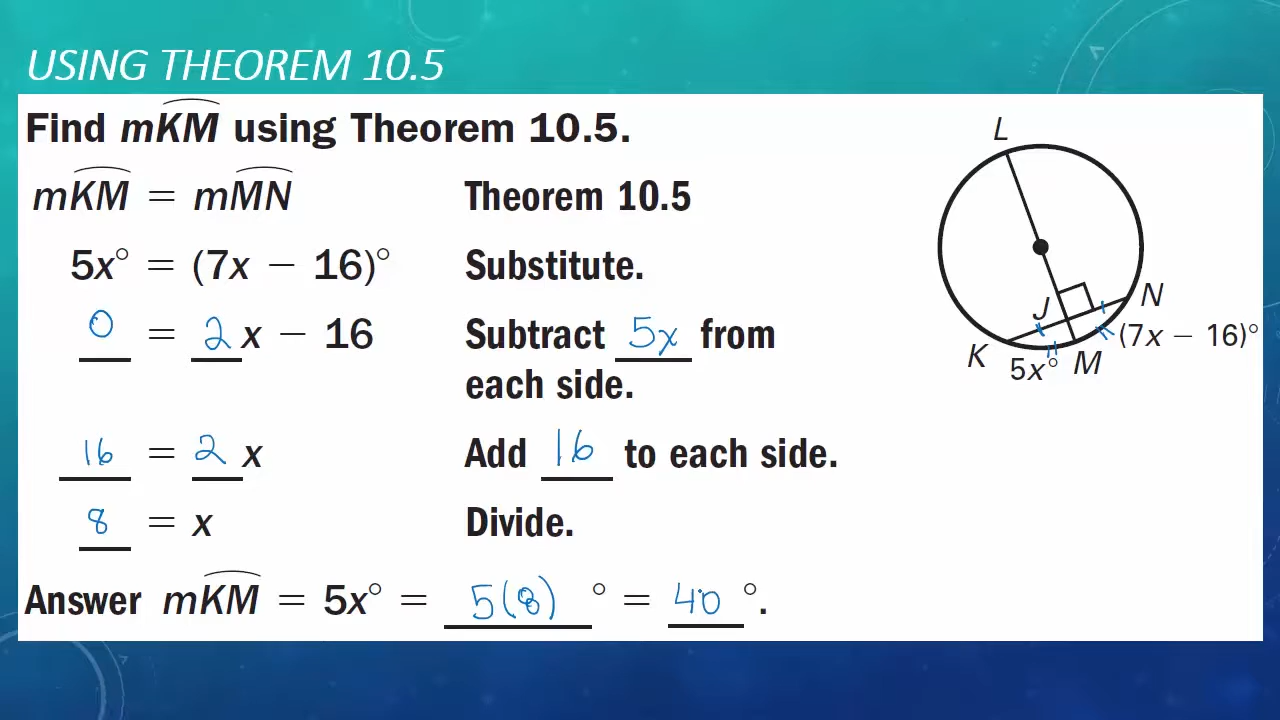 USING THEOREM 10.5
Find mKM using Theorem 10.5.
mKM = mMN Theorem 10.5
5x° = (7x − 16)° Substitute.
0 = 2x − 16 Subtract 5x from
each side.
16 = 2x Add 16 to each side.
8 = x Divide.
Answer mKM = 5x° = 5(8)° = 40°.
L
J
N
K
M
5x°
(7x − 16)°